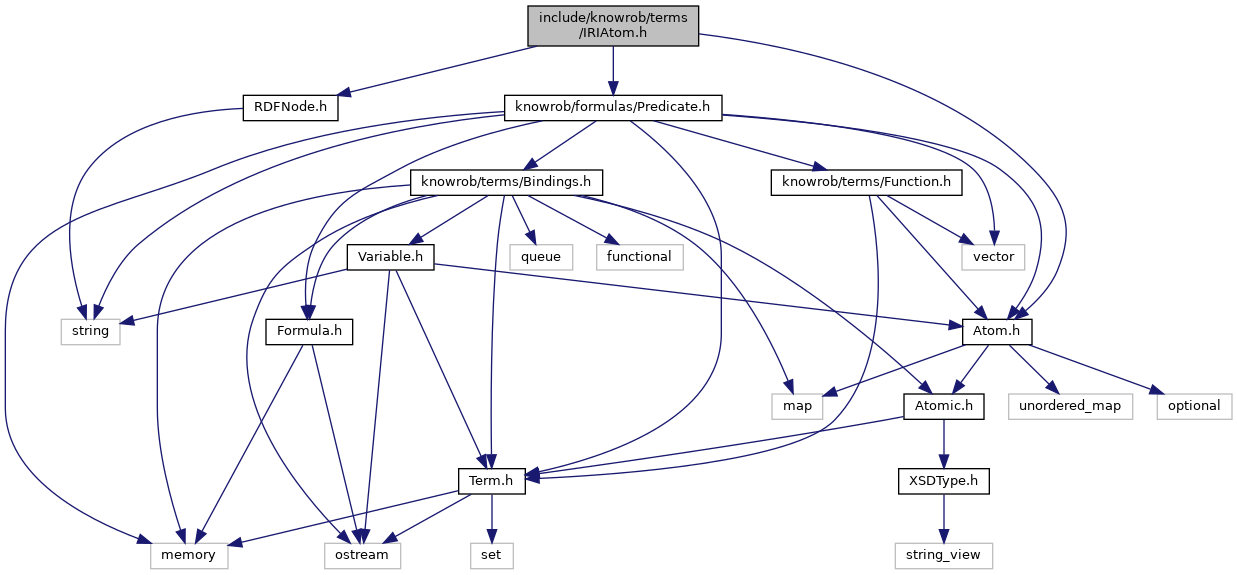 include/knowrob/terms
/IRIAtom.h
RDFNode.h
knowrob/formulas/Predicate.h
knowrob/terms/Bindings.h
knowrob/terms/Function.h
Variable.h
queue
functional
vector
string
Formula.h
Atom.h
map
Atomic.h
unordered_map
optional
Term.h
XSDType.h
memory
ostream
set
string_view